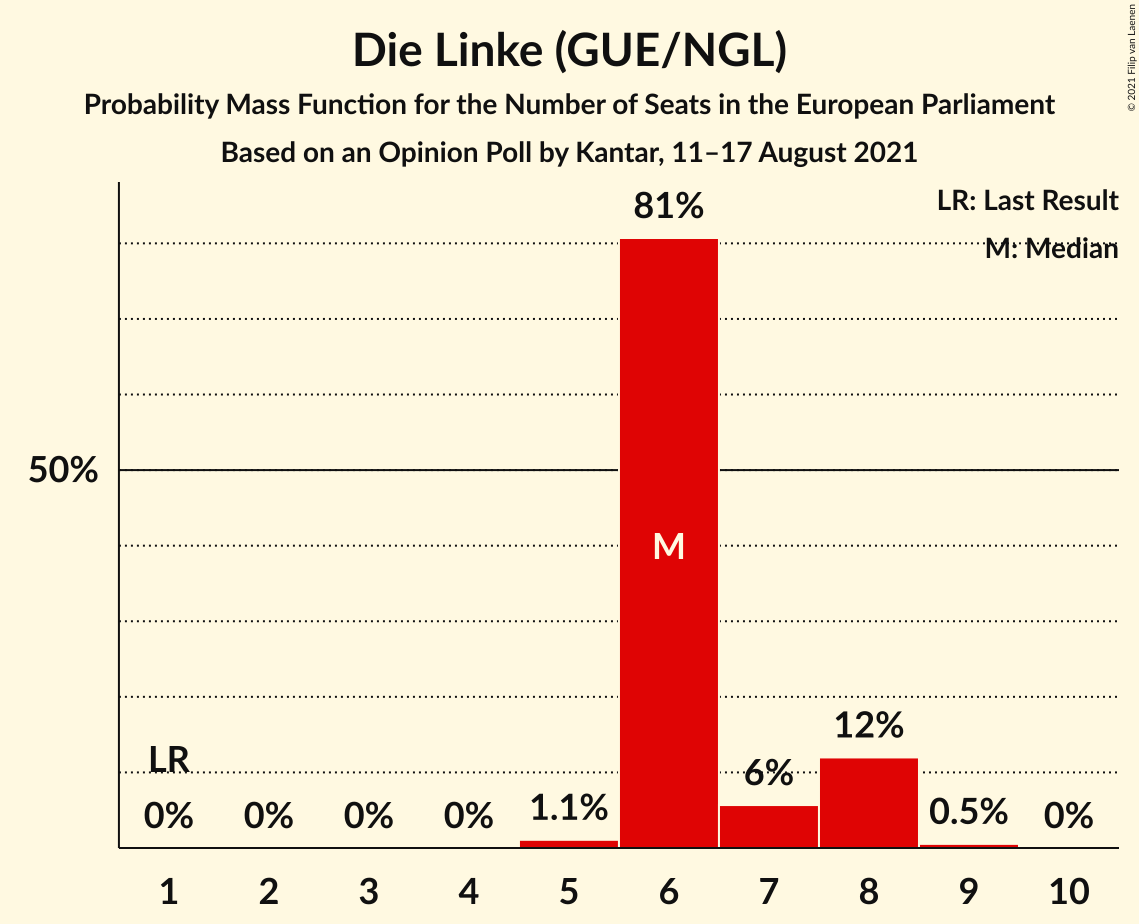 Die Linke (GUE/NGL)
Probability Mass Function for the Number of Seats in the European Parliament
Based on an Opinion Poll by Kantar, 11–17 August 2021
© 2021 Filip van Laenen
LR: Last Result
M: Median
81%
50%
M
12%
LR
6%
0%
0%
0%
0%
1.1%
0.5%
0%
1
2
3
4
5
6
7
8
9
10